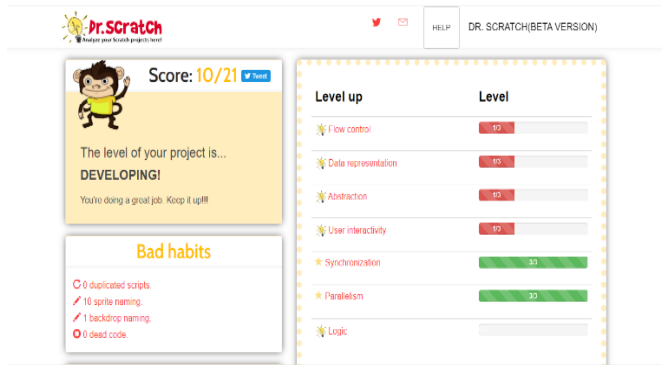 Dr.Scratch
Analyze your Scratch projects here!
HELP
DR. SCRATCH(BETA VERSION)
Score: 10/21
Tweet
The level of your project is...
DEVELOPING!
You're doing a great job. Keep it up!!!
Bad habits
0 duplicated scripts.
10 sprite naming.
1 backdrop naming.
0 dead code.
Level up Level
Flow control 1/3
Data representation 1/3
Abstraction 1/3
User interactivity 1/3
Synchronization 3/3
Parallelism 3/3
Logic